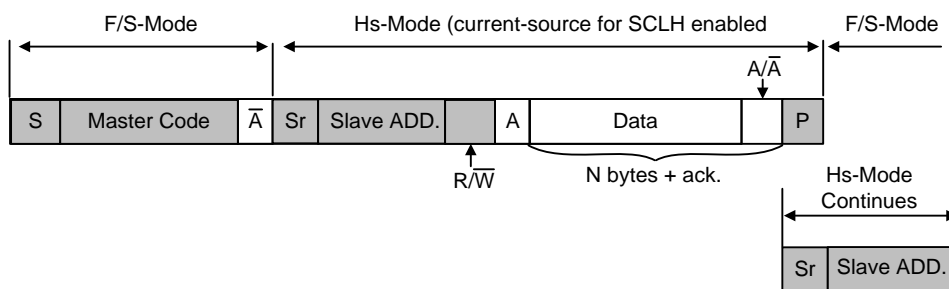 F/S-Mode
Hs-Mode (current-source for SCLH enabled
F/S-Mode
A/A̅
S
Master Code
A̅
Sr
Slave ADD.
A
Data
P
R/W̅
N bytes + ack.
Hs-Mode
Continues
Sr
Slave ADD.